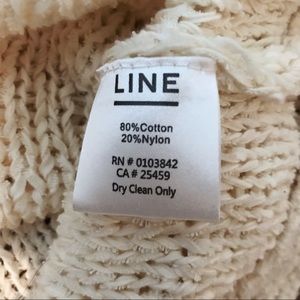 LINE
80%Cotton
20%Nylon
RN # 0103842
CA # 25459
Dry Clean Only